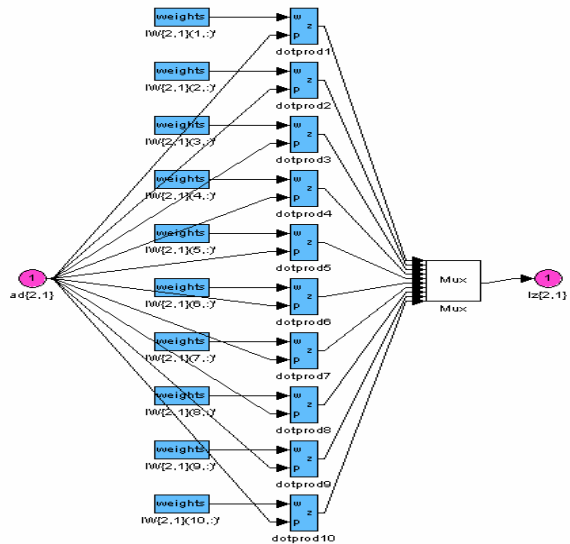 weights
w
p
z
IW{2,1}(1,:)'
dotprod1
weights
w
p
z
IW{2,1}(2,:)'
dotprod2
weights
w
p
z
IW{2,1}(3,:)'
dotprod3
weights
w
p
z
IW{2,1}(4,:)'
dotprod4
weights
w
p
z
IW{2,1}(5,:)'
dotprod5
1
ad{2,1}
Mux
Mux
1
lz{2,1}
weights
w
p
z
IW{2,1}(6,:)'
dotprod6
weights
w
p
z
IW{2,1}(7,:)'
dotprod7
weights
w
p
z
IW{2,1}(8,:)'
dotprod8
weights
w
p
z
IW{2,1}(9,:)'
dotprod9
weights
w
p
z
IW{2,1}(10,:)'
dotprod10